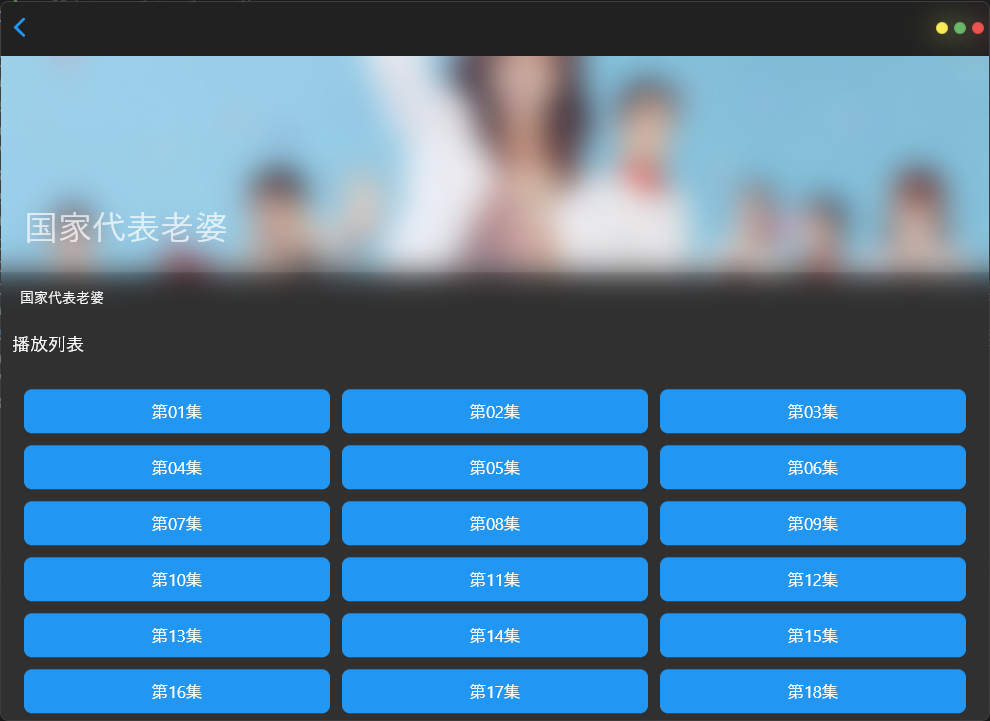 国家代表老婆
国家代表老婆
播放列表
第01集 第02集 第03集
第04集 第05集 第06集
第07集 第08集 第09集
第10集 第11集 第12集
第13集 第14集 第15集
第16集 第17集 第18集